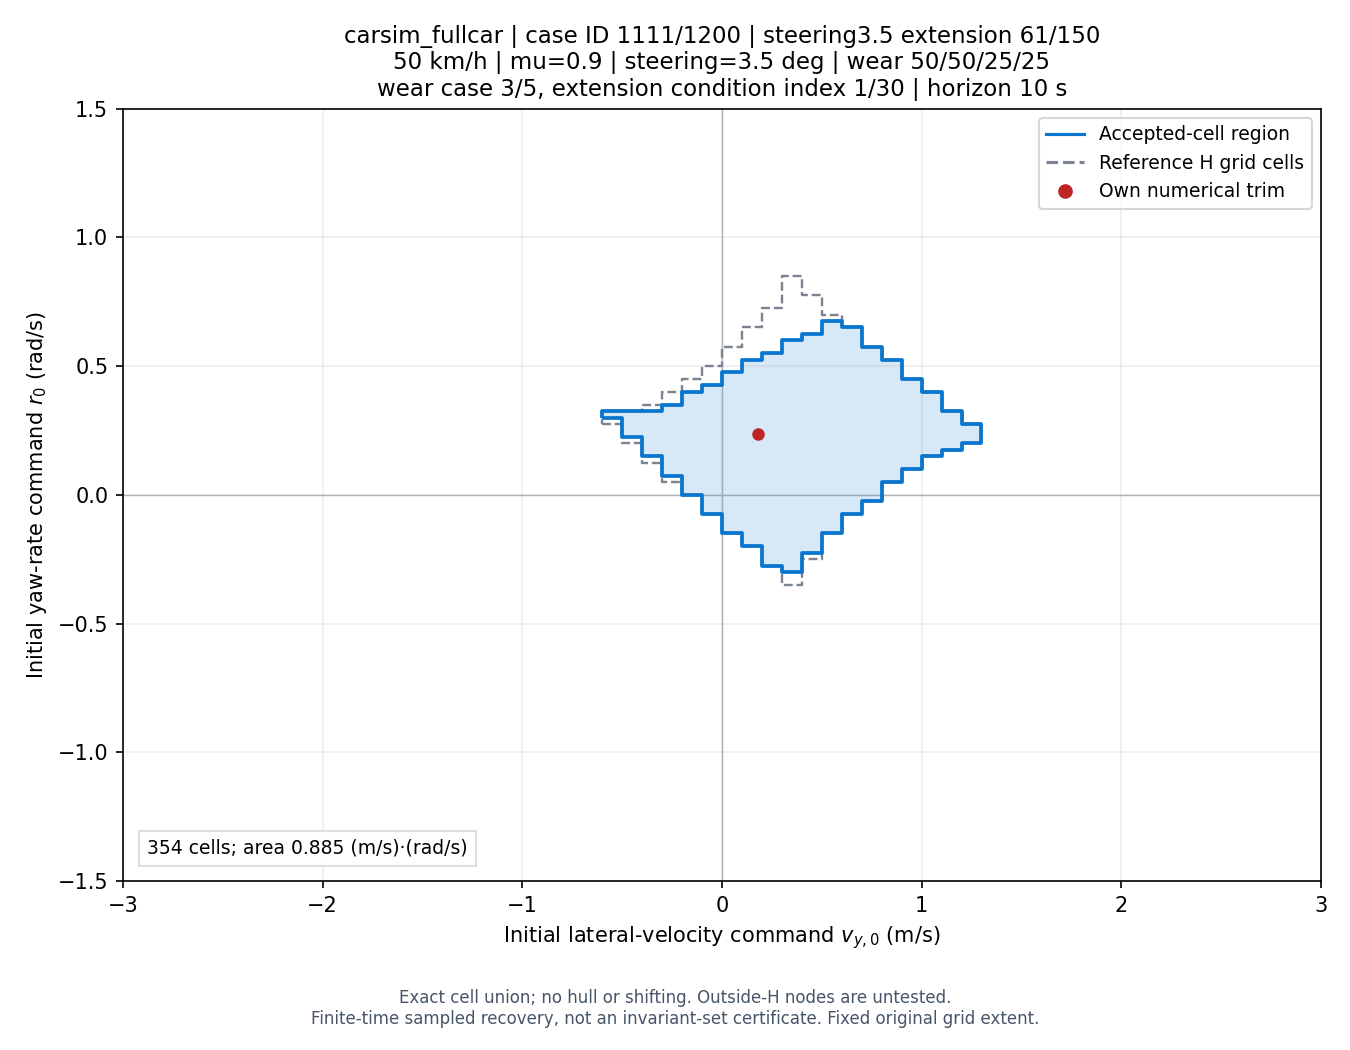 carsim_fullcar | case ID 1111/1200 | steering3.5 extension 61/150
50 km/h | mu=0.9 | steering=3.5 deg | wear 50/50/25/25
wear case 3/5, extension condition index 1/30 | horizon 10 s
Accepted-cell region
Reference H grid cells
Own numerical trim
1.5
1.0
0.5
0.0
−0.5
−1.0
−1.5
Initial yaw-rate command r₀ (rad/s)
354 cells; area 0.885 (m/s)·(rad/s)
−3
−2
−1
0
1
2
3
Initial lateral-velocity command v_{y,0} (m/s)
Exact cell union; no hull or shifting. Outside-H nodes are untested.
Finite-time sampled recovery, not an invariant-set certificate. Fixed original grid extent.